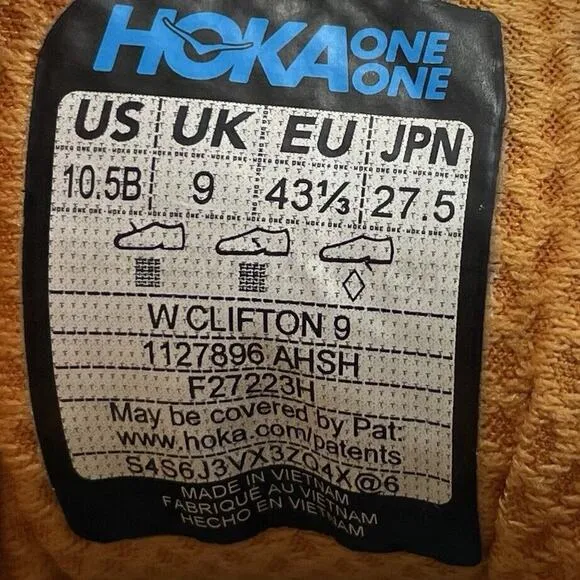 HOKA ONE ONE
US UK EU JPN
10.5B 9 43⅓ 27.5
W CLIFTON 9
1127896 AHSH
F27223H
May be covered by Pat:
www.hoka.com/patents
S4S6J3VX3ZQ4X@6
MADE IN VIETNAM
FABRIQUÉ AU VIETNAM
HECHO EN VIETNAM